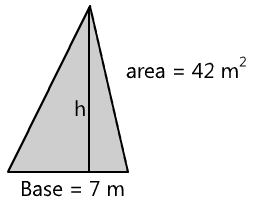 area = 42 m²
h
Base = 7 m